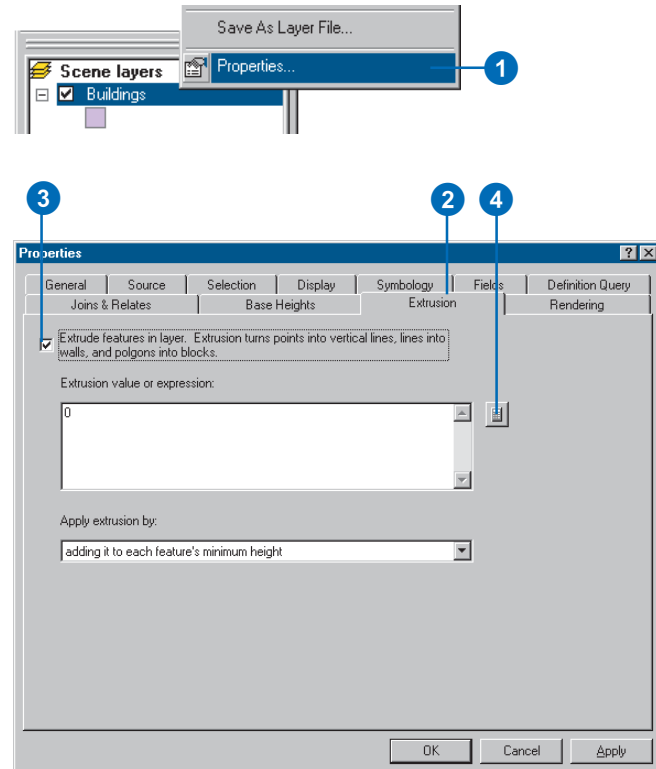 Save As Layer File...
Properties...
1
Scene layers
Buildings
3
2
4
Properties
General Source Selection Display Symbology Fields Definition Query
Joins & Relates Base Heights Extrusion Rendering
Extrude features in layer. Extrusion turns points into vertical lines, lines into
walls, and polgons into blocks.
Extrusion value or expression:
0
Apply extrusion by:
adding it to each feature's minimum height
OK Cancel Apply